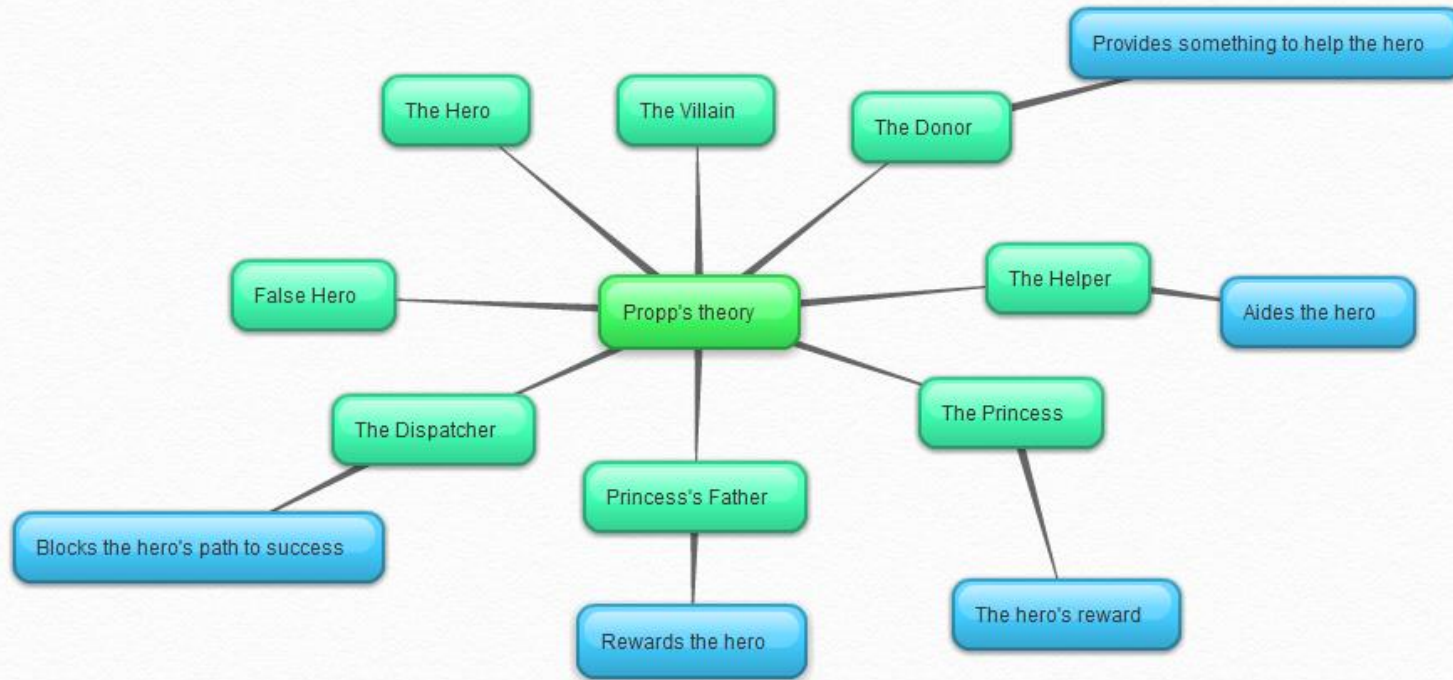 Provides something to help the hero
The Hero
The Villain
The Donor
The Helper
False Hero
Propp's theory
Aides the hero
The Princess
The Dispatcher
Princess's Father
Blocks the hero's path to success
The hero's reward
Rewards the hero